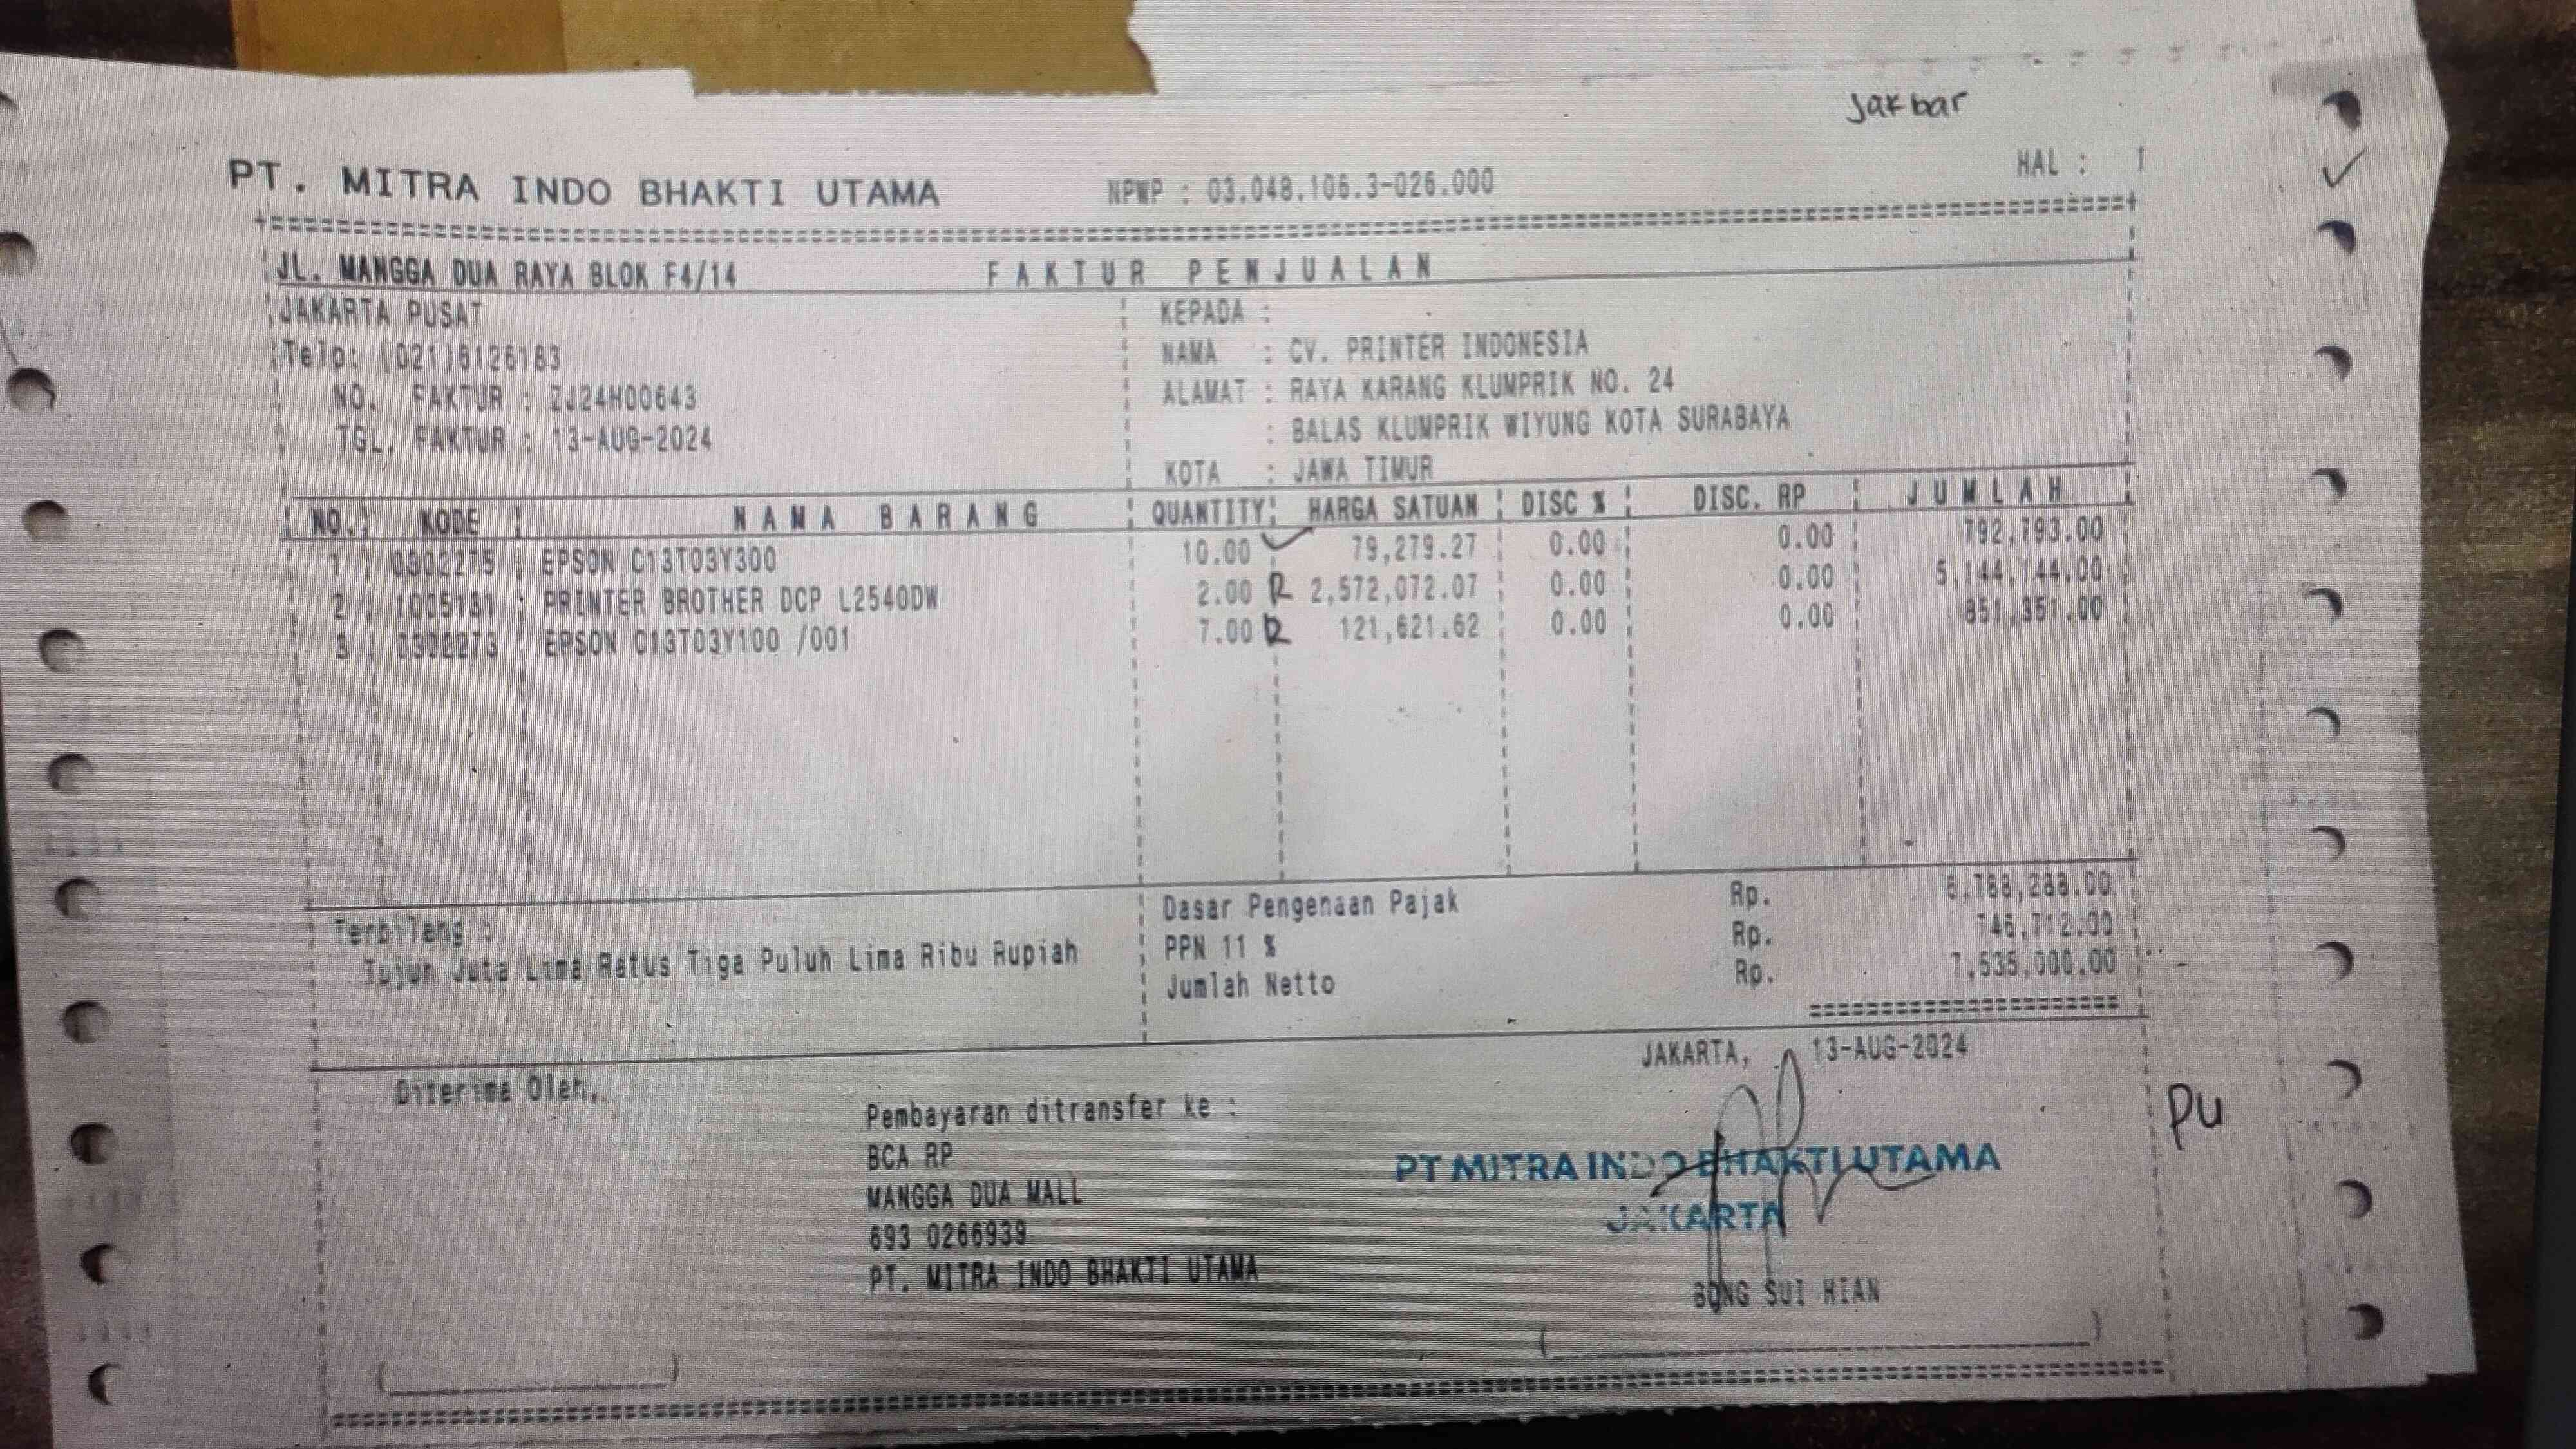 Jakbar
PT. MITRA INDO BHAKTI UTAMA NPWP : 03.048.106.3-026.000 HAL : 1
JL. MANGGA DUA RAYA BLOK F4/14 FAKTUR PENJUALAN
JAKARTA PUSAT KEPADA :
Telp: (021)6126183 NAMA : CV. PRINTER INDONESIA
NO. FAKTUR : ZJ24H00643 ALAMAT : RAYA KARANG KLUMPRIK NO. 24
TGL. FAKTUR : 13-AUG-2024 : BALAS KLUMPRIK WIYUNG KOTA SURABAYA
KOTA : JAWA TIMUR
NO. KODE NAMA BARANG QUANTITY HARGA SATUAN DISC % DISC. RP JUMLAH
1 0302275 EPSON C13T03Y300 10.00 79,279.27 0.00 0.00 792,793.00
2 1005131 PRINTER BROTHER DCP L2540DW 2.00 R 2,572,072.07 0.00 0.00 5,144,144.00
3 0302273 EPSON C13T03Y100 /001 7.00 R 121,621.62 0.00 0.00 851,351.00
Terbilang : Dasar Pengenaan Pajak Rp. 6,788,288.00
Tujuh Juta Lima Ratus Tiga Puluh Lima Ribu Rupiah PPN 11 % Rp. 746,712.00
Jumlah Netto Rp. 7,535,000.00
JAKARTA, 13-AUG-2024
Diterima Oleh,
Pembayaran ditransfer ke :
BCA RP
MANGGA DUA MALL
693 0266939
PT. MITRA INDO BHAKTI UTAMA
PT MITRA INDO BHAKTI UTAMA
JAKARTA
BONG SUI HIAN
PU